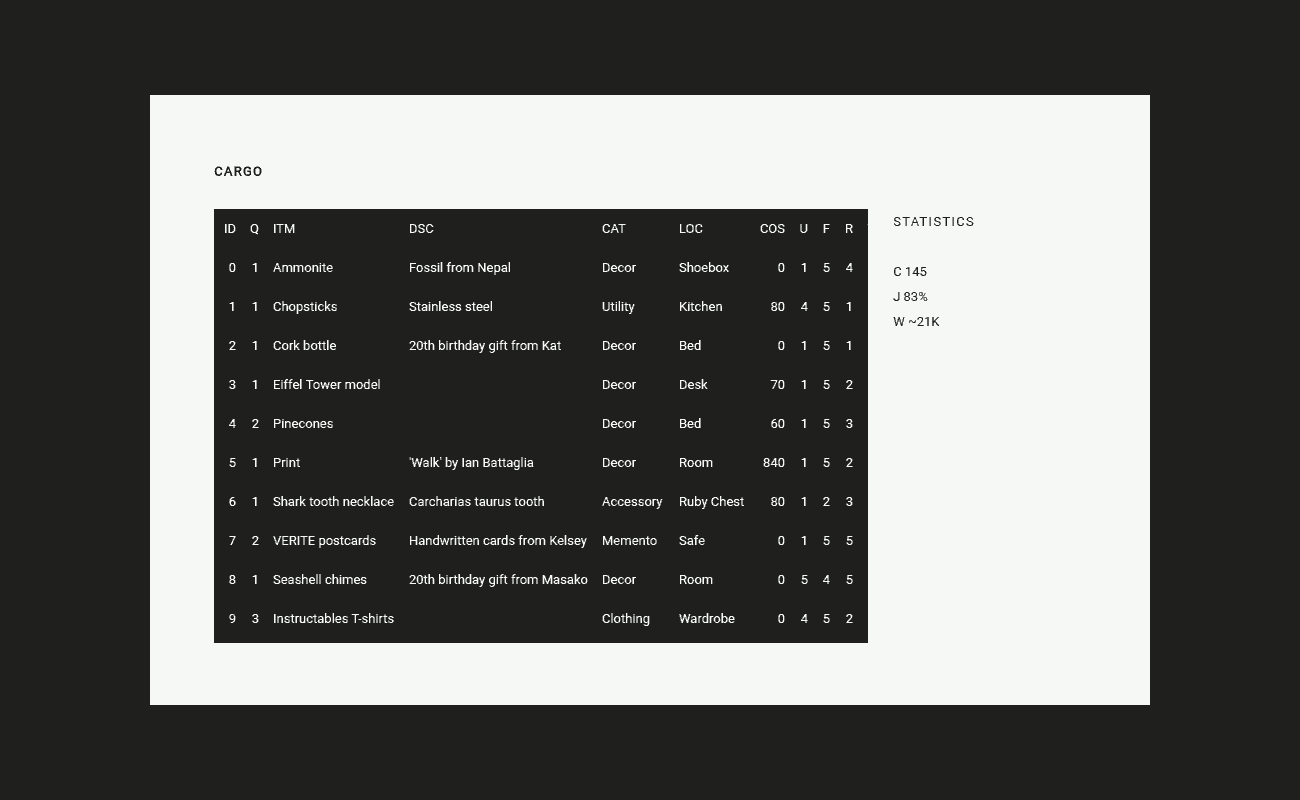 CARGO
ID Q ITM DSC CAT LOC COS U F R
0 1 Ammonite Fossil from Nepal Decor Shoebox 0 1 5 4
1 1 Chopsticks Stainless steel Utility Kitchen 80 4 5 1
2 1 Cork bottle 20th birthday gift from Kat Decor Bed 0 1 5 1
3 1 Eiffel Tower model Decor Desk 70 1 5 2
4 2 Pinecones Decor Bed 60 1 5 3
5 1 Print 'Walk' by Ian Battaglia Decor Room 840 1 5 2
6 1 Shark tooth necklace Carcharias taurus tooth Accessory Ruby Chest 80 1 2 3
7 2 VERITE postcards Handwritten cards from Kelsey Memento Safe 0 1 5 5
8 1 Seashell chimes 20th birthday gift from Masako Decor Room 0 5 4 5
9 3 Instructables T-shirts Clothing Wardrobe 0 4 5 2
STATISTICS
C 145
J 83%
W ~21K